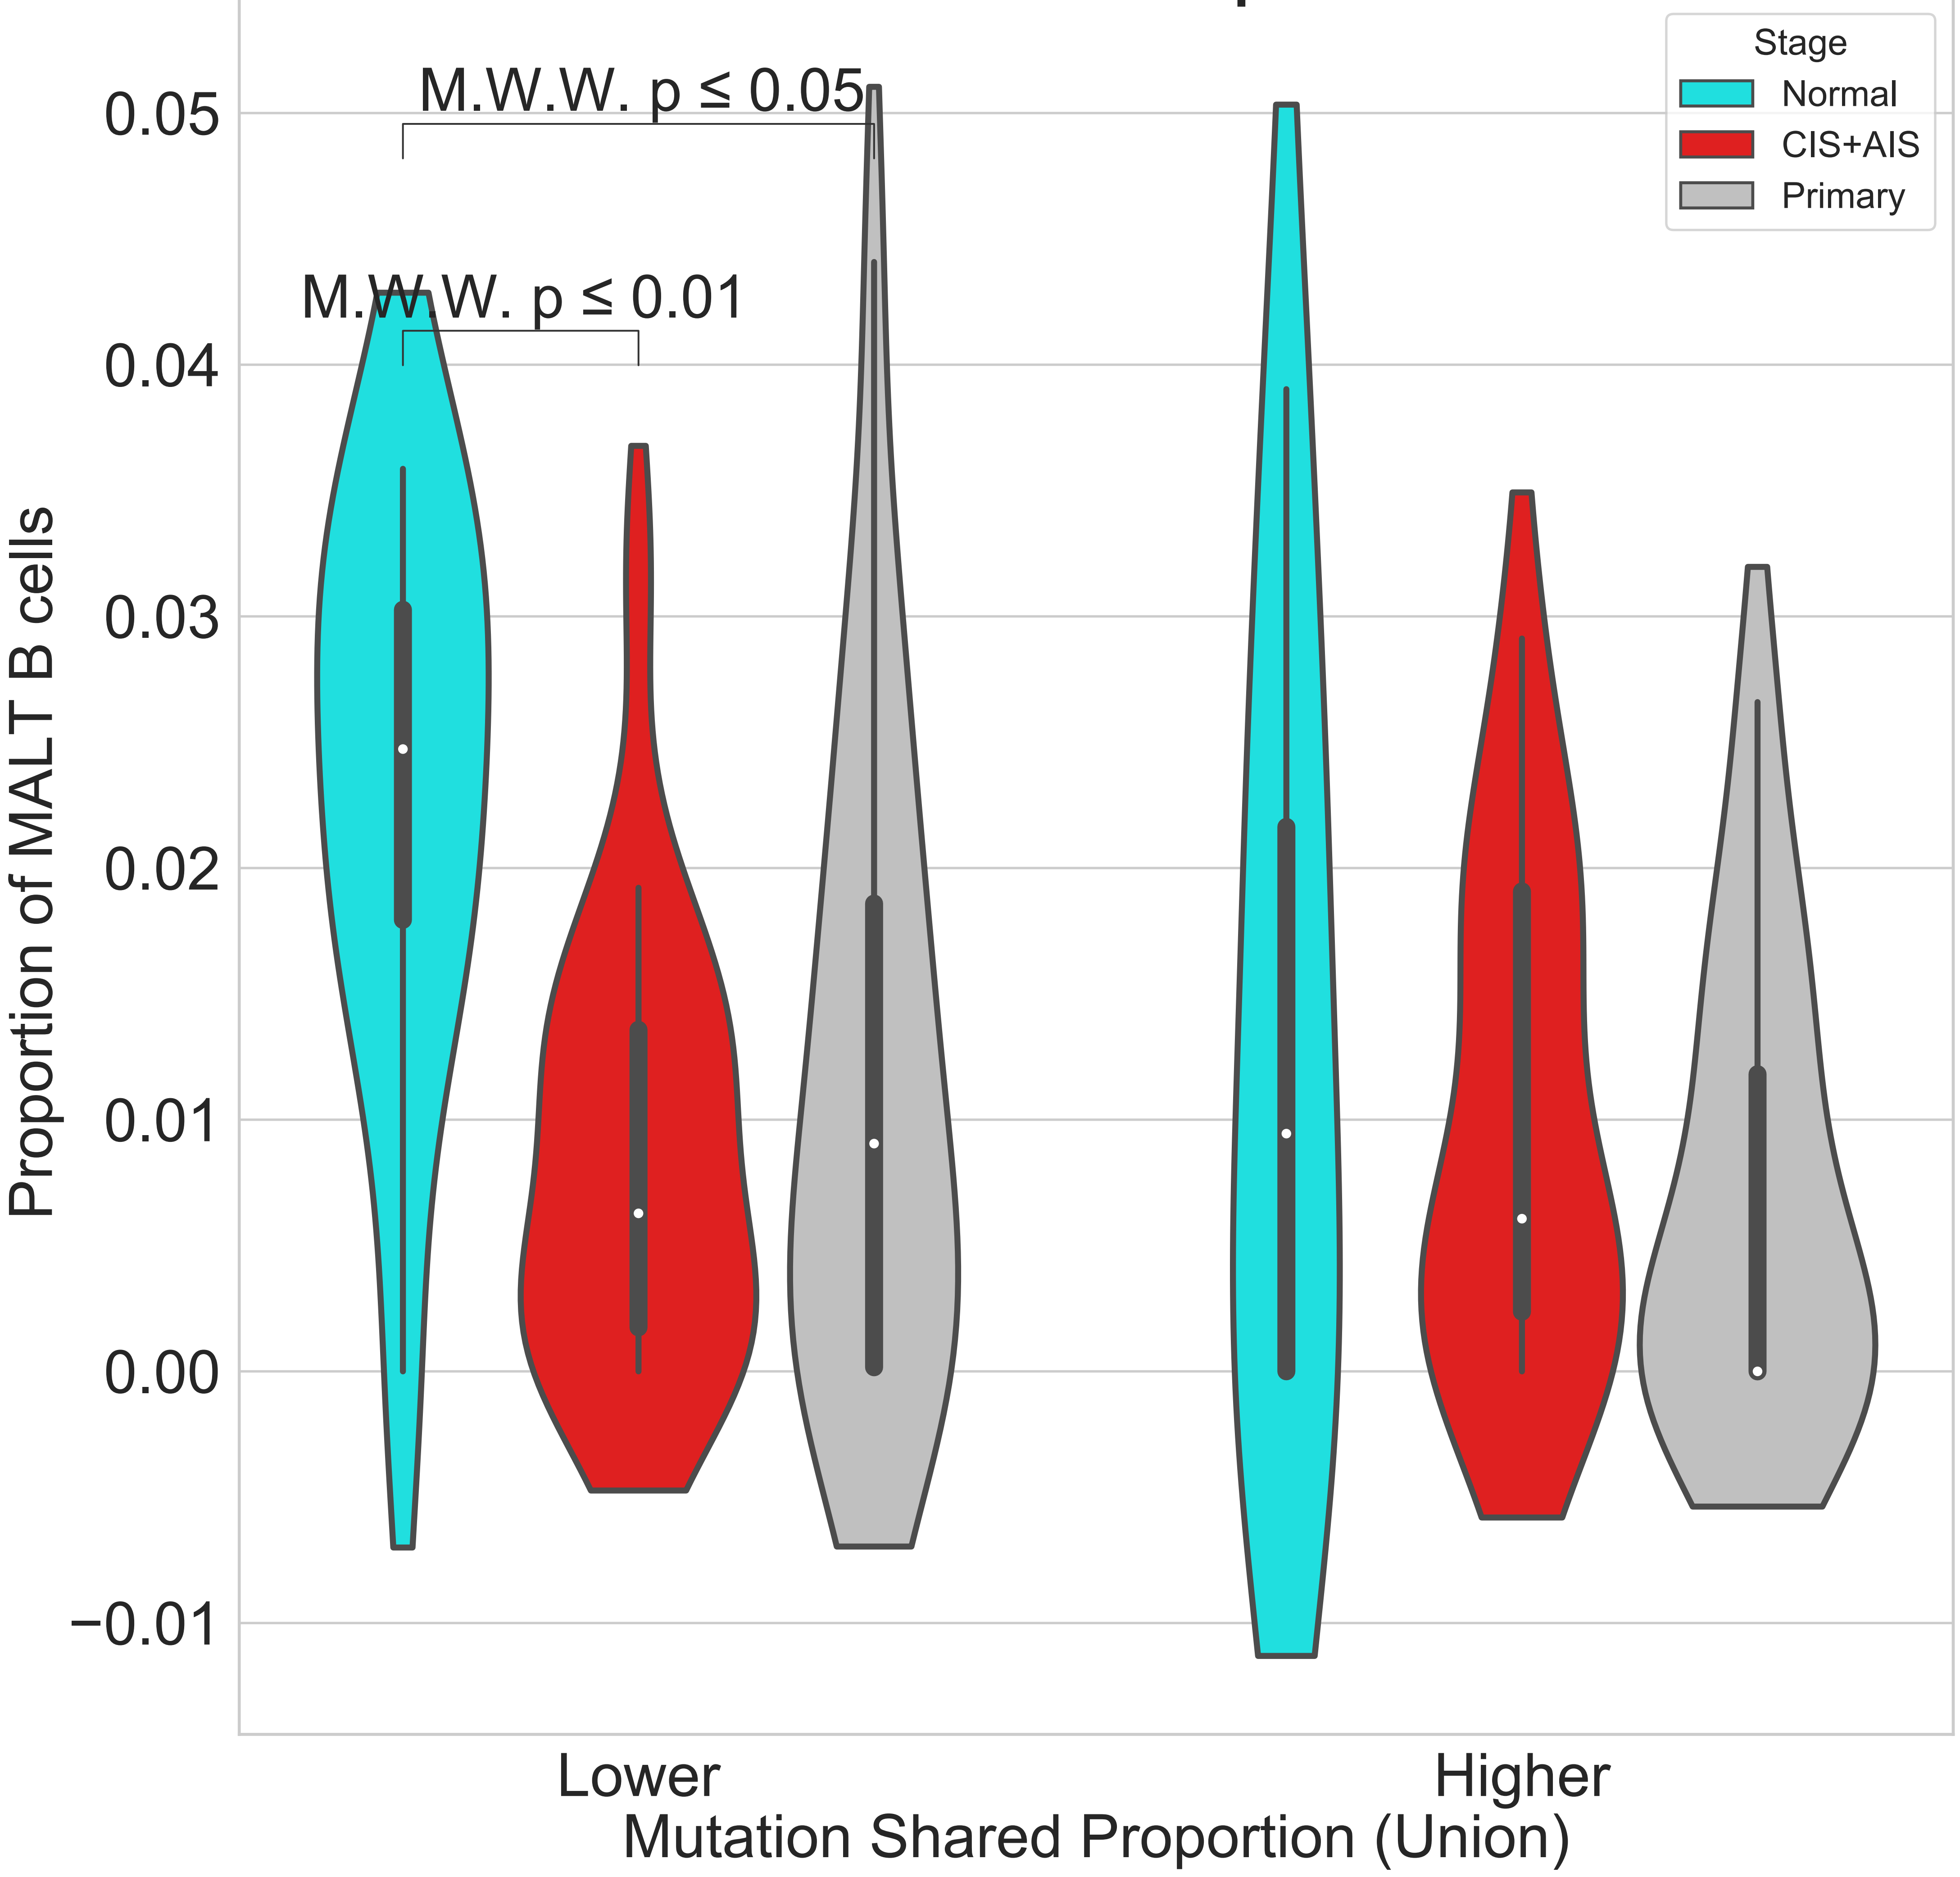 Stage
Normal
CIS+AIS
Primary
M.W.W. p ≤ 0.05
M.W.W. p ≤ 0.01
0.05
0.04
0.03
0.02
0.01
0.00
−0.01
Proportion of MALT B cells
Lower
Higher
Mutation Shared Proportion (Union)